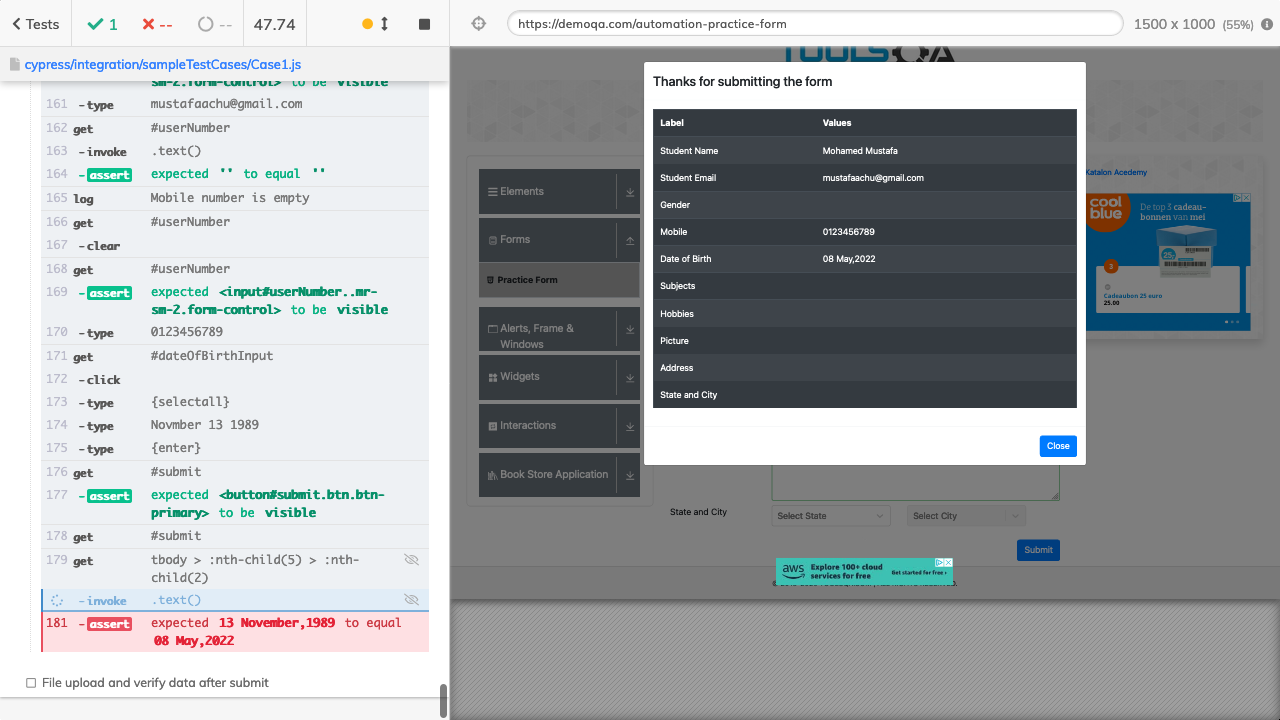 Tests
1
--
--
47.74
https://demoqa.com/automation-practice-form
1500 x 1000 (55%)
cypress/integration/sampleTestCases/Case1.js
sm-2.form-control> to be visible
161 -type mustafaachu@gmail.com
162 get #userNumber
163 -invoke .text()
164 -assert expected '' to equal ''
165 log Mobile number is empty
166 get #userNumber
167 -clear
168 get #userNumber
169 -assert expected <input#userNumber..mr-
sm-2.form-control> to be visible
170 -type 0123456789
171 get #dateOfBirthInput
172 -click
173 -type {selectall}
174 -type Novmber 13 1989
175 -type {enter}
176 get #submit
177 -assert expected <button#submit.btn.btn-
primary> to be visible
178 get #submit
179 get tbody > :nth-child(5) > :nth-
child(2)
-invoke .text()
181 -assert expected 13 November,1989 to equal
08 May,2022
File upload and verify data after submit
TOOLSQA
Elements
Forms
Practice Form
Alerts, Frame &
Windows
Widgets
Interactions
Book Store Application
Thanks for submitting the form
Label Values
Student Name Mohamed Mustafa
Student Email mustafaachu@gmail.com
Gender
Mobile 0123456789
Date of Birth 08 May,2022
Subjects
Hobbies
Picture
Address
State and City
Close
State and City
Select State
Select City
Submit
aws
Explore 100+ cloud
services for free
Get started for free ›
Katalon Acedemy
cool
blue
De top 3 cadeau-
bonnen van mei
3
Cadeaubon 25 euro
25.00